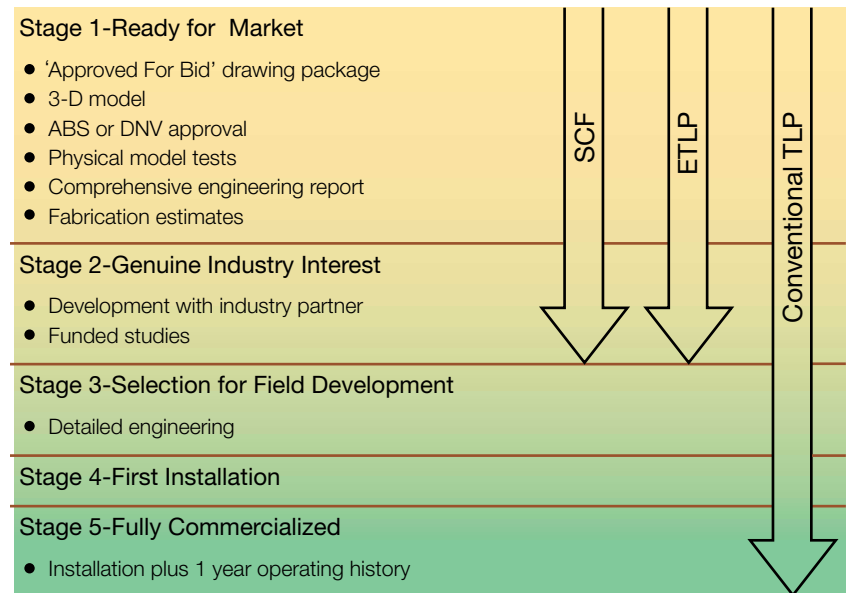 Stage 1-Ready for Market
● ‘Approved For Bid’ drawing package
● 3-D model
● ABS or DNV approval
● Physical model tests
● Comprehensive engineering report
● Fabrication estimates
Stage 2-Genuine Industry Interest
● Development with industry partner
● Funded studies
Stage 3-Selection for Field Development
● Detailed engineering
Stage 4-First Installation
Stage 5-Fully Commercialized
● Installation plus 1 year operating history
SCF
ETLP
Conventional TLP